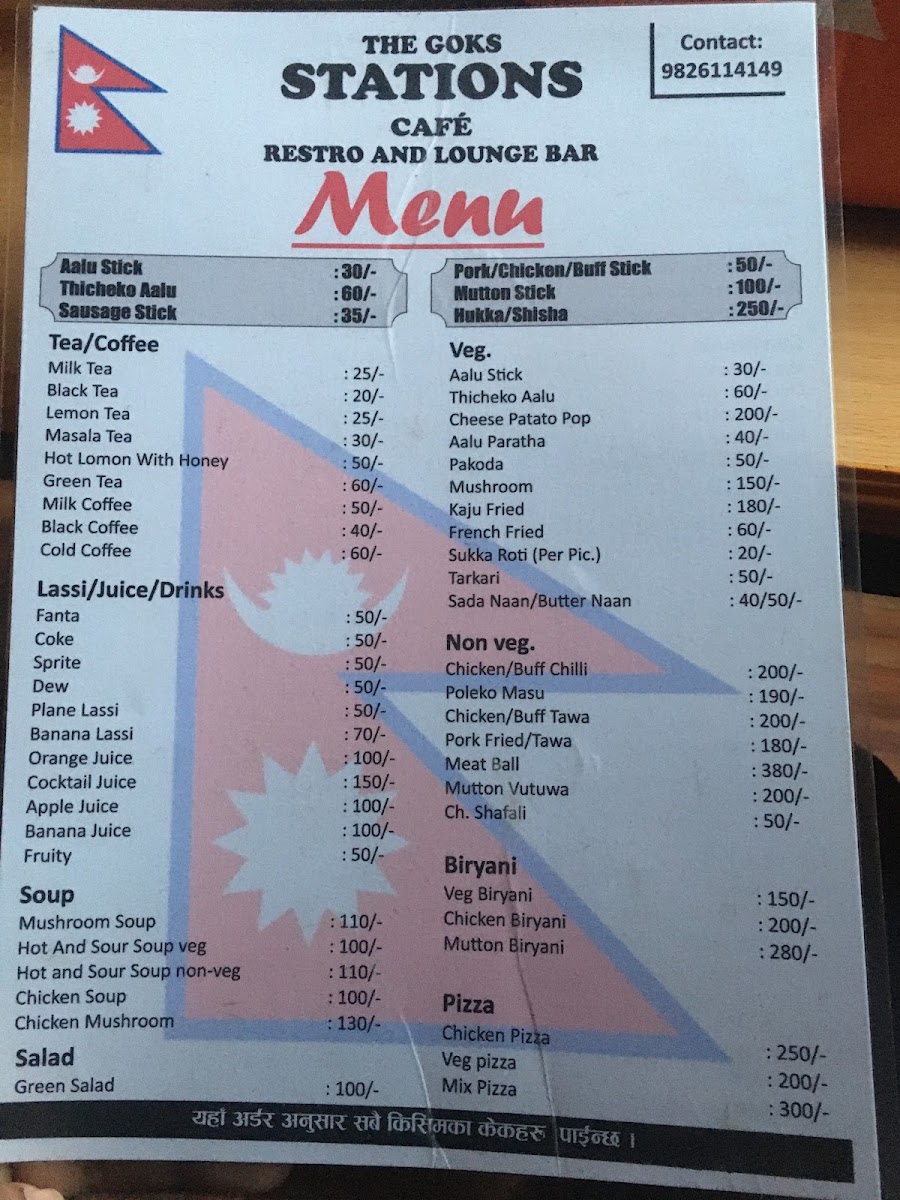 THE GOKS
STATIONS
CAFÉ
RESTRO AND LOUNGE BAR
Contact:
9826114149
Menu
Aalu Stick : 30/-
Thicheko Aalu : 60/-
Sausage Stick : 35/-
Pork/Chicken/Buff Stick : 50/-
Mutton Stick : 100/-
Hukka/Shisha : 250/-
Tea/Coffee
Milk Tea : 25/-
Black Tea : 20/-
Lemon Tea : 25/-
Masala Tea : 30/-
Hot Lomon With Honey : 50/-
Green Tea : 60/-
Milk Coffee : 50/-
Black Coffee : 40/-
Cold Coffee : 60/-
Lassi/Juice/Drinks
Fanta : 50/-
Coke : 50/-
Sprite : 50/-
Dew : 50/-
Plane Lassi : 50/-
Banana Lassi : 70/-
Orange Juice : 100/-
Cocktail Juice : 150/-
Apple Juice : 100/-
Banana Juice : 100/-
Fruity : 50/-
Soup
Mushroom Soup : 110/-
Hot And Sour Soup veg : 100/-
Hot and Sour Soup non-veg : 110/-
Chicken Soup : 100/-
Chicken Mushroom : 130/-
Salad
Green Salad : 100/-
Veg.
Aalu Stick : 30/-
Thicheko Aalu : 60/-
Cheese Patato Pop : 200/-
Aalu Paratha : 40/-
Pakoda : 50/-
Mushroom : 150/-
Kaju Fried : 180/-
French Fried : 60/-
Sukka Roti (Per Pic.) : 20/-
Tarkari : 50/-
Sada Naan/Butter Naan : 40/50/-
Non veg.
Chicken/Buff Chilli : 200/-
Poleko Masu : 190/-
Chicken/Buff Tawa : 200/-
Pork Fried/Tawa : 180/-
Meat Ball : 380/-
Mutton Vutuwa : 200/-
Ch. Shafali : 50/-
Biryani
Veg Biryani : 150/-
Chicken Biryani : 200/-
Mutton Biryani : 280/-
Pizza
Chicken Pizza : 250/-
Veg pizza : 200/-
Mix Pizza : 300/-
यहाँ अर्डर अनुसार सबै किसिमका केकहरू पाईन्छ ।